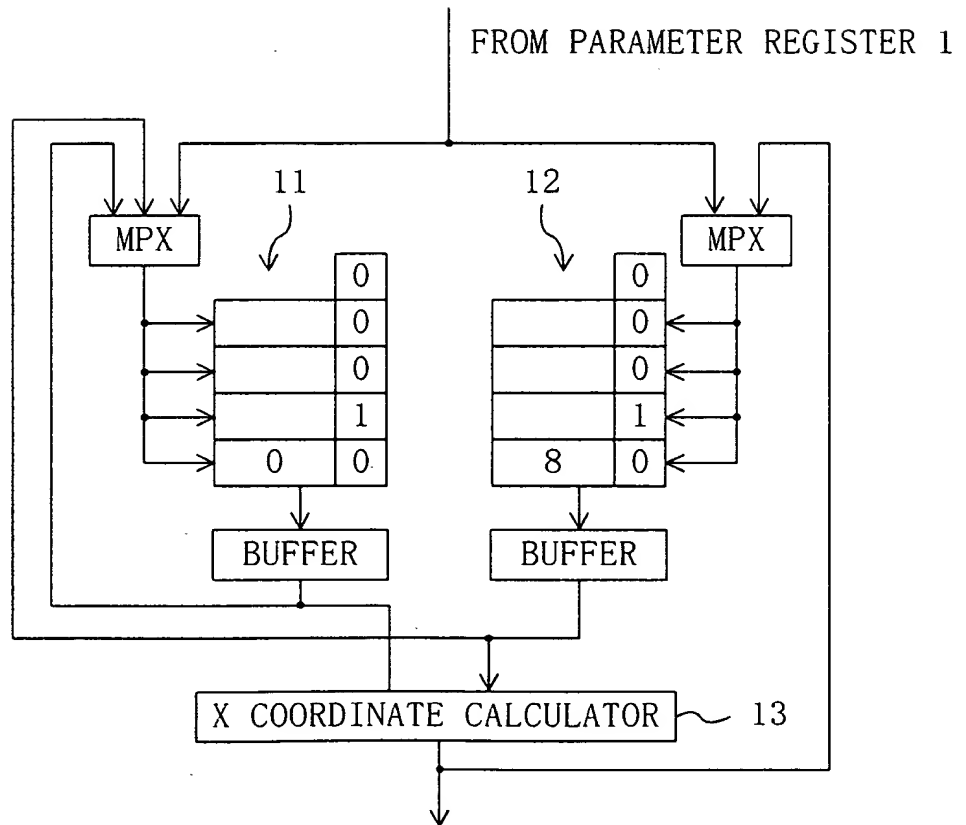 FROM PARAMETER REGISTER 1
11 12
MPX MPX
0 0
0 0
0 0
1 1
0 0 8 0
BUFFER BUFFER
X COORDINATE CALCULATOR 13